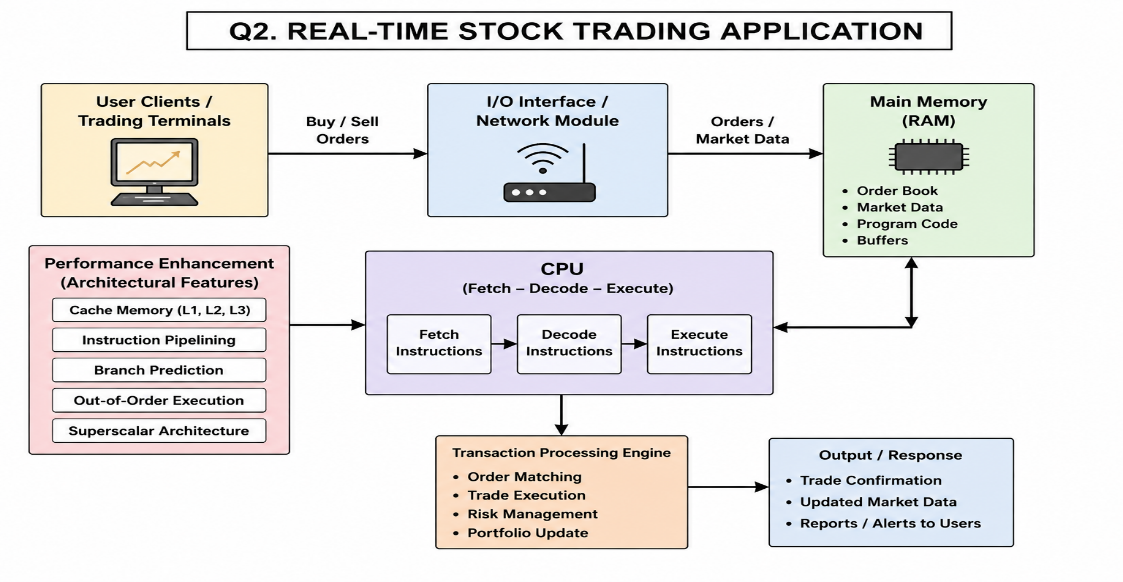 Q2. REAL-TIME STOCK TRADING APPLICATION
User Clients /
Trading Terminals
Buy / Sell
Orders
I/O Interface /
Network Module
Orders /
Market Data
Main Memory
(RAM)
• Order Book
• Market Data
• Program Code
• Buffers
Performance Enhancement
(Architectural Features)
Cache Memory (L1, L2, L3)
Instruction Pipelining
Branch Prediction
Out-of-Order Execution
Superscalar Architecture
CPU
(Fetch – Decode – Execute)
Fetch
Instructions
Decode
Instructions
Execute
Instructions
Transaction Processing Engine
• Order Matching
• Trade Execution
• Risk Management
• Portfolio Update
Output / Response
• Trade Confirmation
• Updated Market Data
• Reports / Alerts to Users